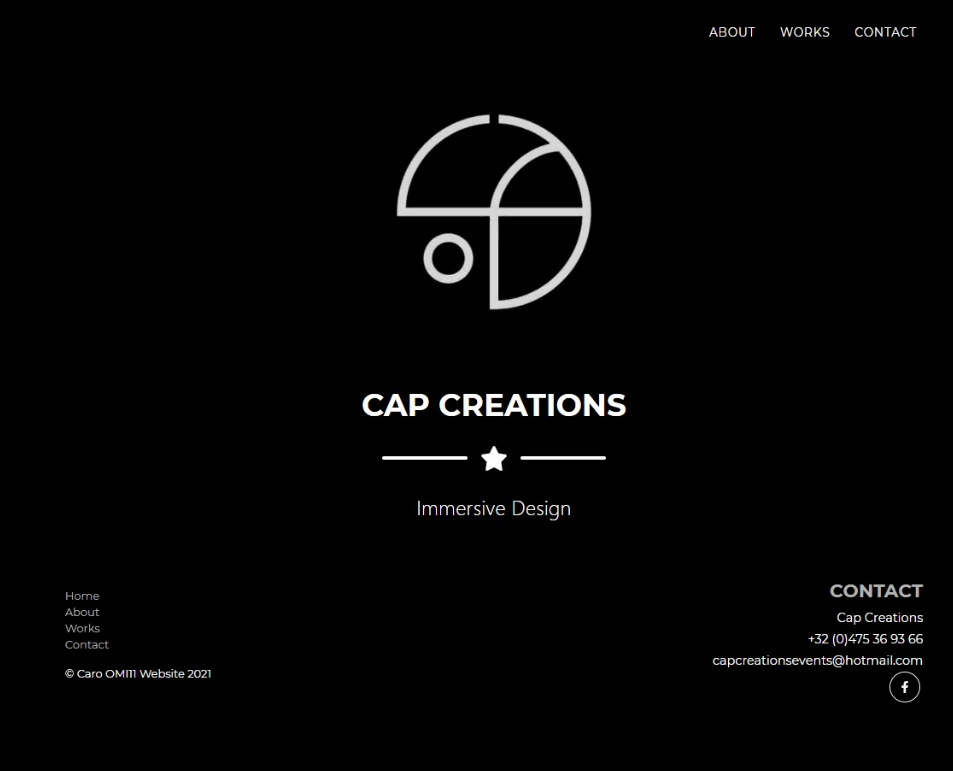 ABOUT WORKS CONTACT
CAP CREATIONS
Immersive Design
Home
About
Works
Contact
© Caro OMI11 Website 2021
CONTACT
Cap Creations
+32 (0)475 36 93 66
capcreationsevents@hotmail.com